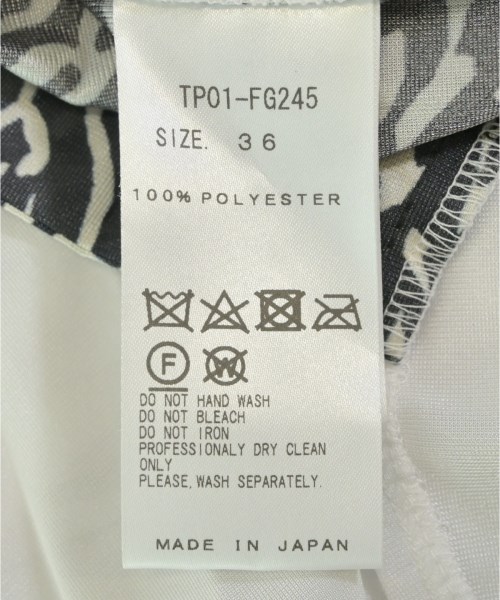 TP01-FG245
SIZE. 36
100% POLYESTER
F W
DO NOT HAND WASH
DO NOT BLEACH
DO NOT IRON
PROFESSIONALY DRY CLEAN
ONLY
PLEASE, WASH SEPARATELY.
MADE IN JAPAN